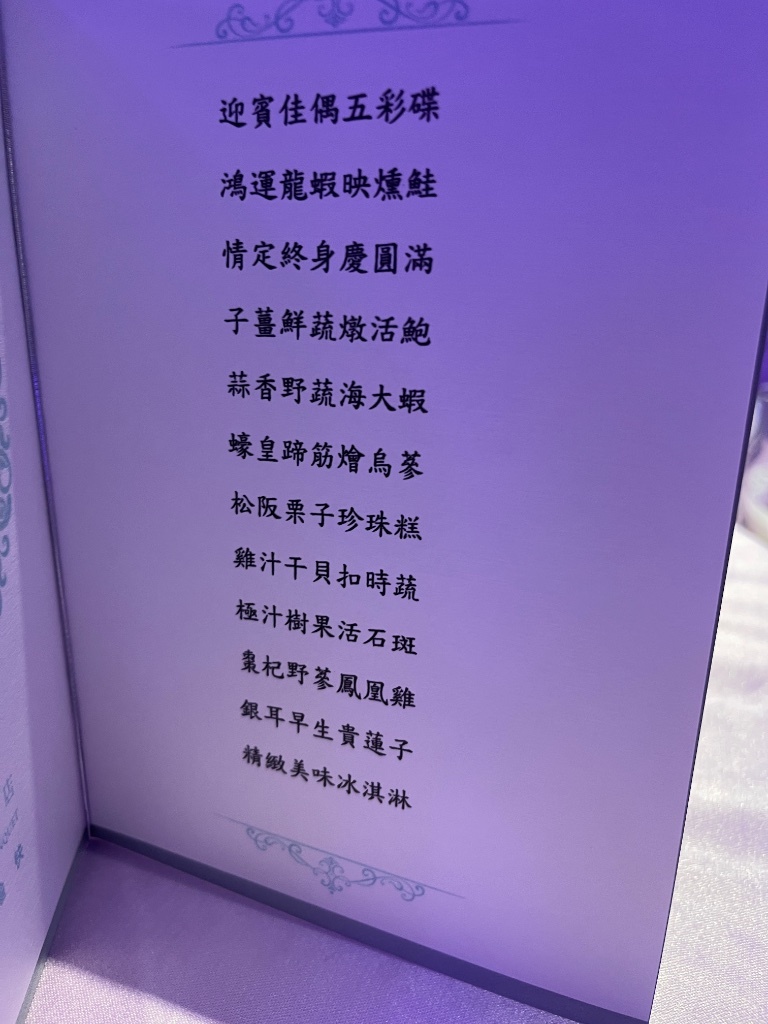 迎賓佳偶五彩碟
鴻運龍蝦映燻鮭
情定終身慶圓滿
子薑鮮蔬燉活鮑
蒜香野蔬海大蝦
蠔皇蹄筋燴烏蔘
松阪栗子珍珠糕
雞汁干貝扣時蔬
極汁樹果活石斑
棗杞野蔘鳳凰雞
銀耳早生貴蓮子
精緻美味冰淇淋